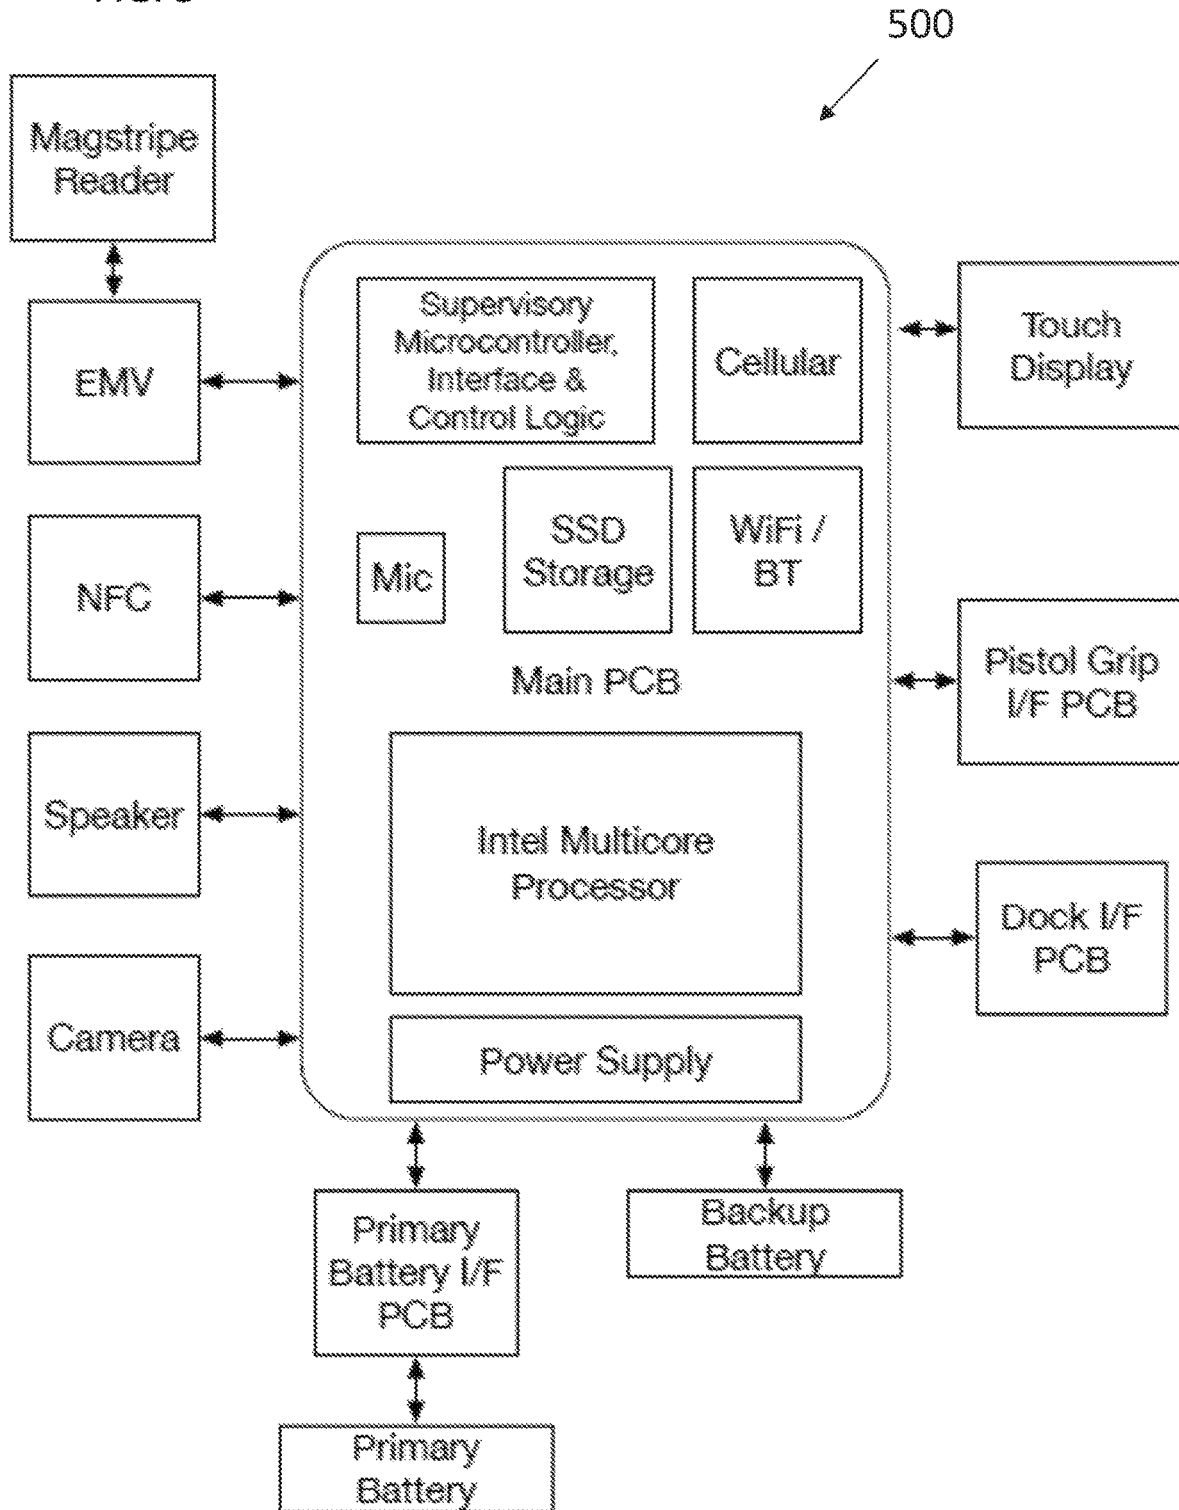 500
Magstripe
Reader
EMV
NFC
Speaker
Camera
Supervisory
Microcontroller,
Interface &
Control Logic
Cellular
Mic
SSD
Storage
WiFi /
BT
Main PCB
Intel Multicore
Processor
Power Supply
Touch
Display
Pistol Grip
I/F PCB
Dock I/F
PCB
Primary
Battery I/F
PCB
Backup
Battery
Primary
Battery